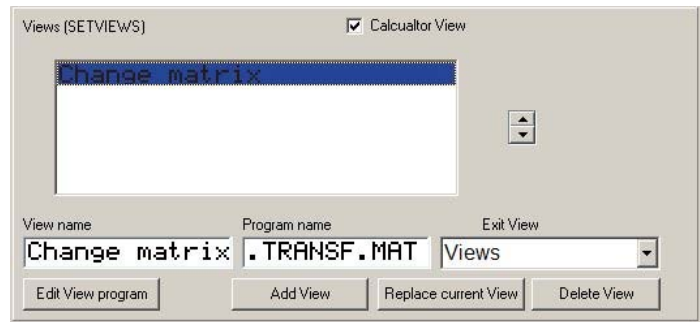 Views (SETVIEWS) Calcualtor View
Change matrix
View name Program name Exit View
Change matrix .TRANSF.MAT Views
Edit View program Add View Replace current View Delete View